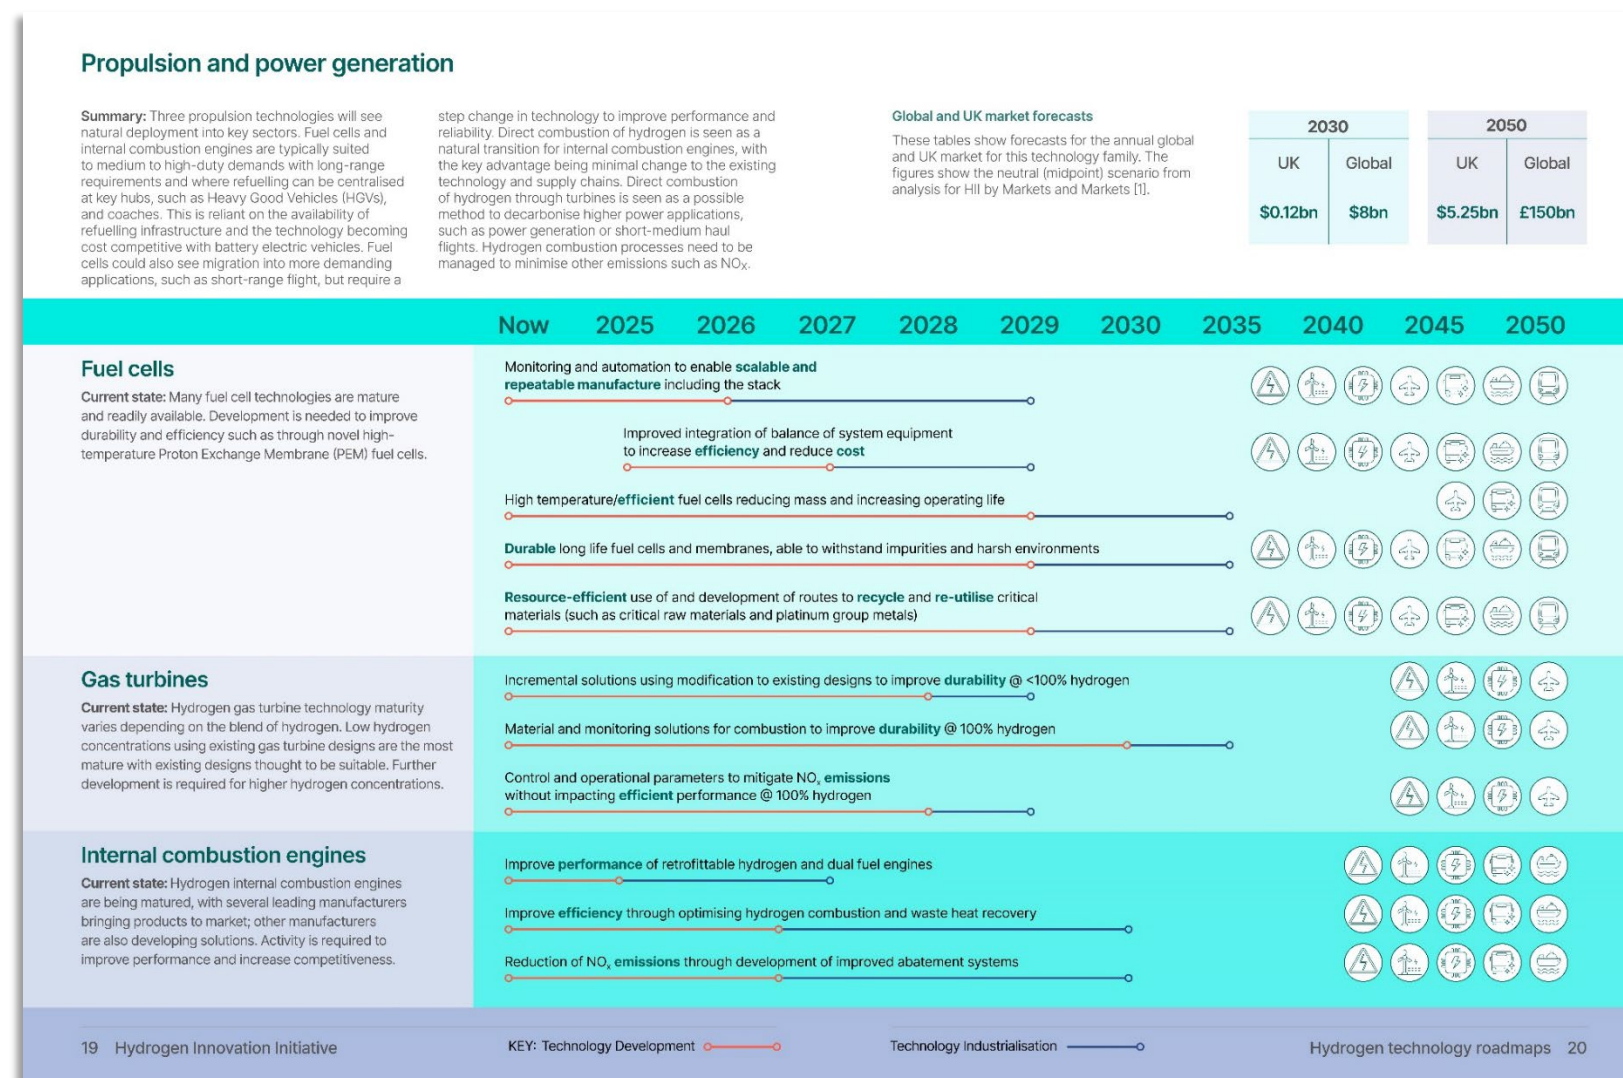 Propulsion and power generation
Summary: Three propulsion technologies will see
natural deployment into key sectors. Fuel cells and
internal combustion engines are typically suited
to medium to high-duty demands with long-range
requirements and where refuelling can be centralised
at key hubs, such as Heavy Good Vehicles (HGVs),
and coaches. This is reliant on the availability of
refuelling infrastructure and the technology becoming
cost competitive with battery electric vehicles. Fuel
cells could also see migration into more demanding
applications, such as short-range flight, but require a
step change in technology to improve performance and
reliability. Direct combustion of hydrogen is seen as a
natural transition for internal combustion engines, with
the key advantage being minimal change to the existing
technology and supply chains. Direct combustion
of hydrogen through turbines is seen as a possible
method to decarbonise higher power applications,
such as power generation or short-medium haul
flights. Hydrogen combustion processes need to be
managed to minimise other emissions such as NOX.
Global and UK market forecasts
These tables show forecasts for the annual global
and UK market for this technology family. The
figures show the neutral (midpoint) scenario from
analysis for HII by Markets and Markets [1].
2030
UK Global
$0.12bn $8bn
2050
UK Global
$5.25bn £150bn
Now 2025 2026 2027 2028 2029 2030 2035 2040 2045 2050
Fuel cells
Current state: Many fuel cell technologies are mature
and readily available. Development is needed to improve
durability and efficiency such as through novel high-
temperature Proton Exchange Membrane (PEM) fuel cells.
Monitoring and automation to enable scalable and
repeatable manufacture including the stack
Improved integration of balance of system equipment
to increase efficiency and reduce cost
High temperature/efficient fuel cells reducing mass and increasing operating life
Durable long life fuel cells and membranes, able to withstand impurities and harsh environments
Resource-efficient use of and development of routes to recycle and re-utilise critical
materials (such as critical raw materials and platinum group metals)
Gas turbines
Current state: Hydrogen gas turbine technology maturity
varies depending on the blend of hydrogen. Low hydrogen
concentrations using existing gas turbine designs are the most
mature with existing designs thought to be suitable. Further
development is required for higher hydrogen concentrations.
Incremental solutions using modification to existing designs to improve durability @ <100% hydrogen
Material and monitoring solutions for combustion to improve durability @ 100% hydrogen
Control and operational parameters to mitigate NOx emissions
without impacting efficient performance @ 100% hydrogen
Internal combustion engines
Current state: Hydrogen internal combustion engines
are being matured, with several leading manufacturers
bringing products to market; other manufacturers
are also developing solutions. Activity is required to
improve performance and increase competitiveness.
Improve performance of retrofittable hydrogen and dual fuel engines
Improve efficiency through optimising hydrogen combustion and waste heat recovery
Reduction of NOx emissions through development of improved abatement systems
19 Hydrogen Innovation Initiative
KEY: Technology Development
Technology Industrialisation
Hydrogen technology roadmaps 20